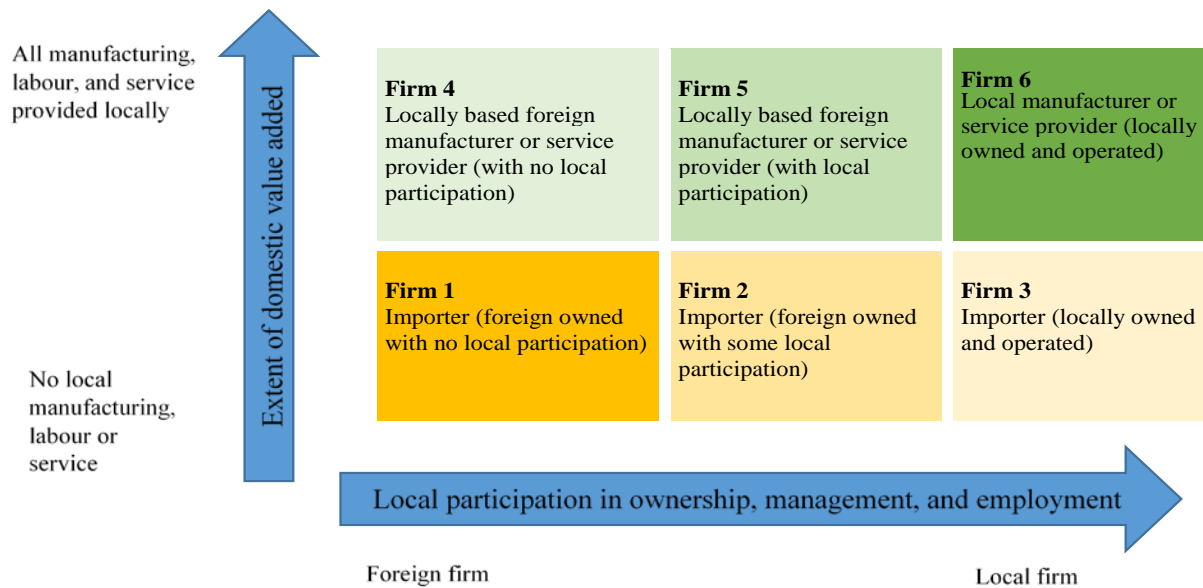 All manufacturing,
labour, and service
provided locally
Extent of domestic value added
No local
manufacturing,
labour or
service
Firm 4
Locally based foreign
manufacturer or service
provider (with no local
participation)
Firm 5
Locally based foreign
manufacturer or service
provider (with local
participation)
Firm 6
Local manufacturer or
service provider (locally
owned and operated)
Firm 1
Importer (foreign owned
with no local participation)
Firm 2
Importer (foreign owned
with some local
participation)
Firm 3
Importer (locally owned
and operated)
Local participation in ownership, management, and employment
Foreign firm
Local firm